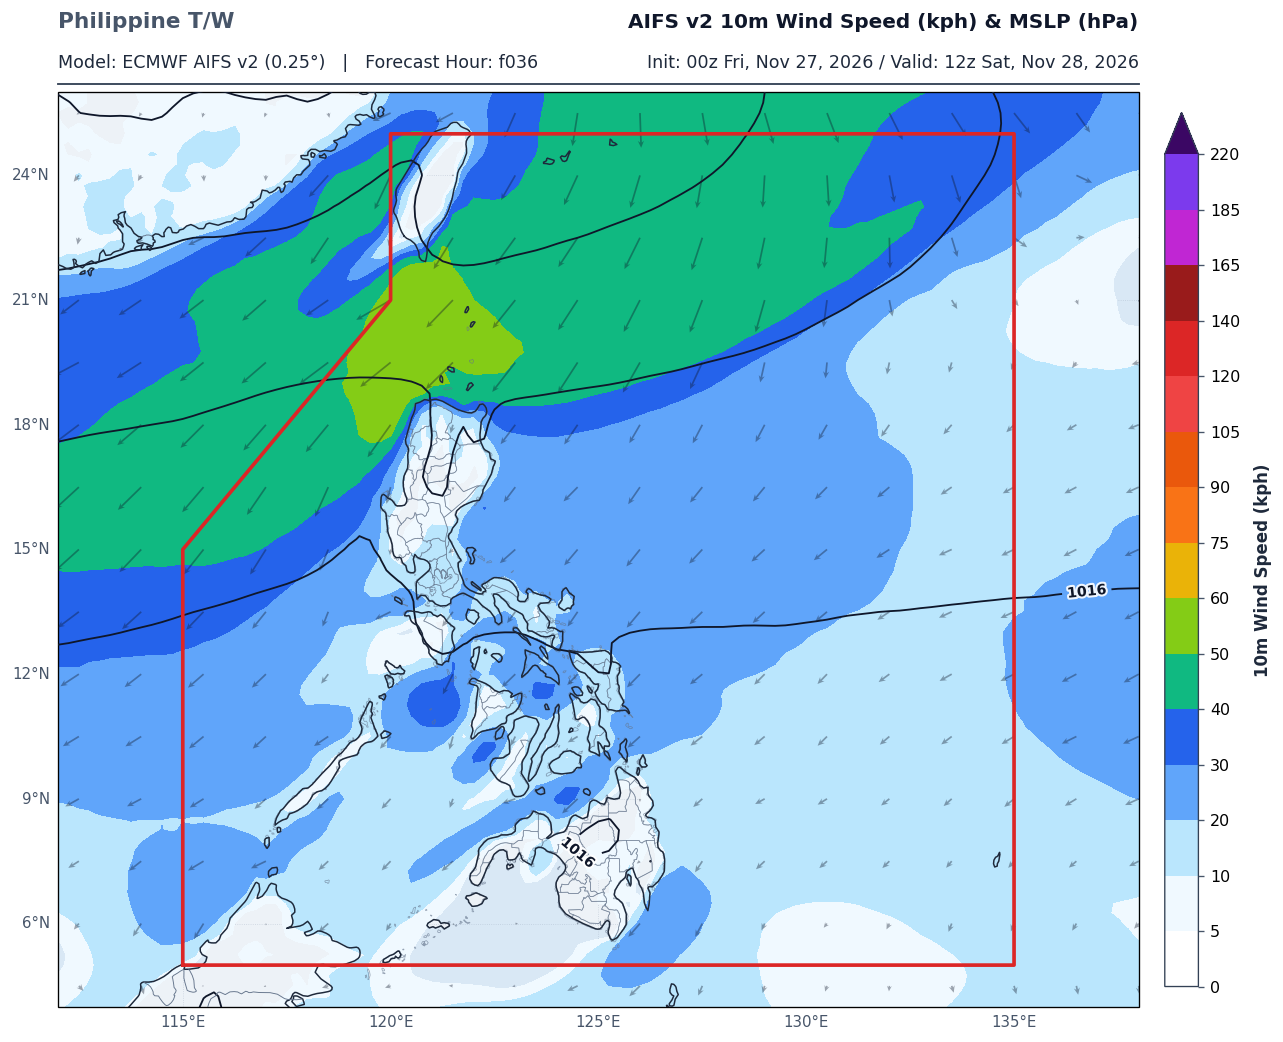 Philippine T/W
AIFS v2 10m Wind Speed (kph) & MSLP (hPa)
Model: ECMWF AIFS v2 (0.25°) | Forecast Hour: f036
Init: 00z Fri, Nov 27, 2026 / Valid: 12z Sat, Nov 28, 2026
24°N
21°N
18°N
15°N
12°N
9°N
6°N
115°E
120°E
125°E
130°E
135°E
1016
1016
220
185
165
140
120
105
90
75
60
50
40
30
20
10
5
0
10m Wind Speed (kph)